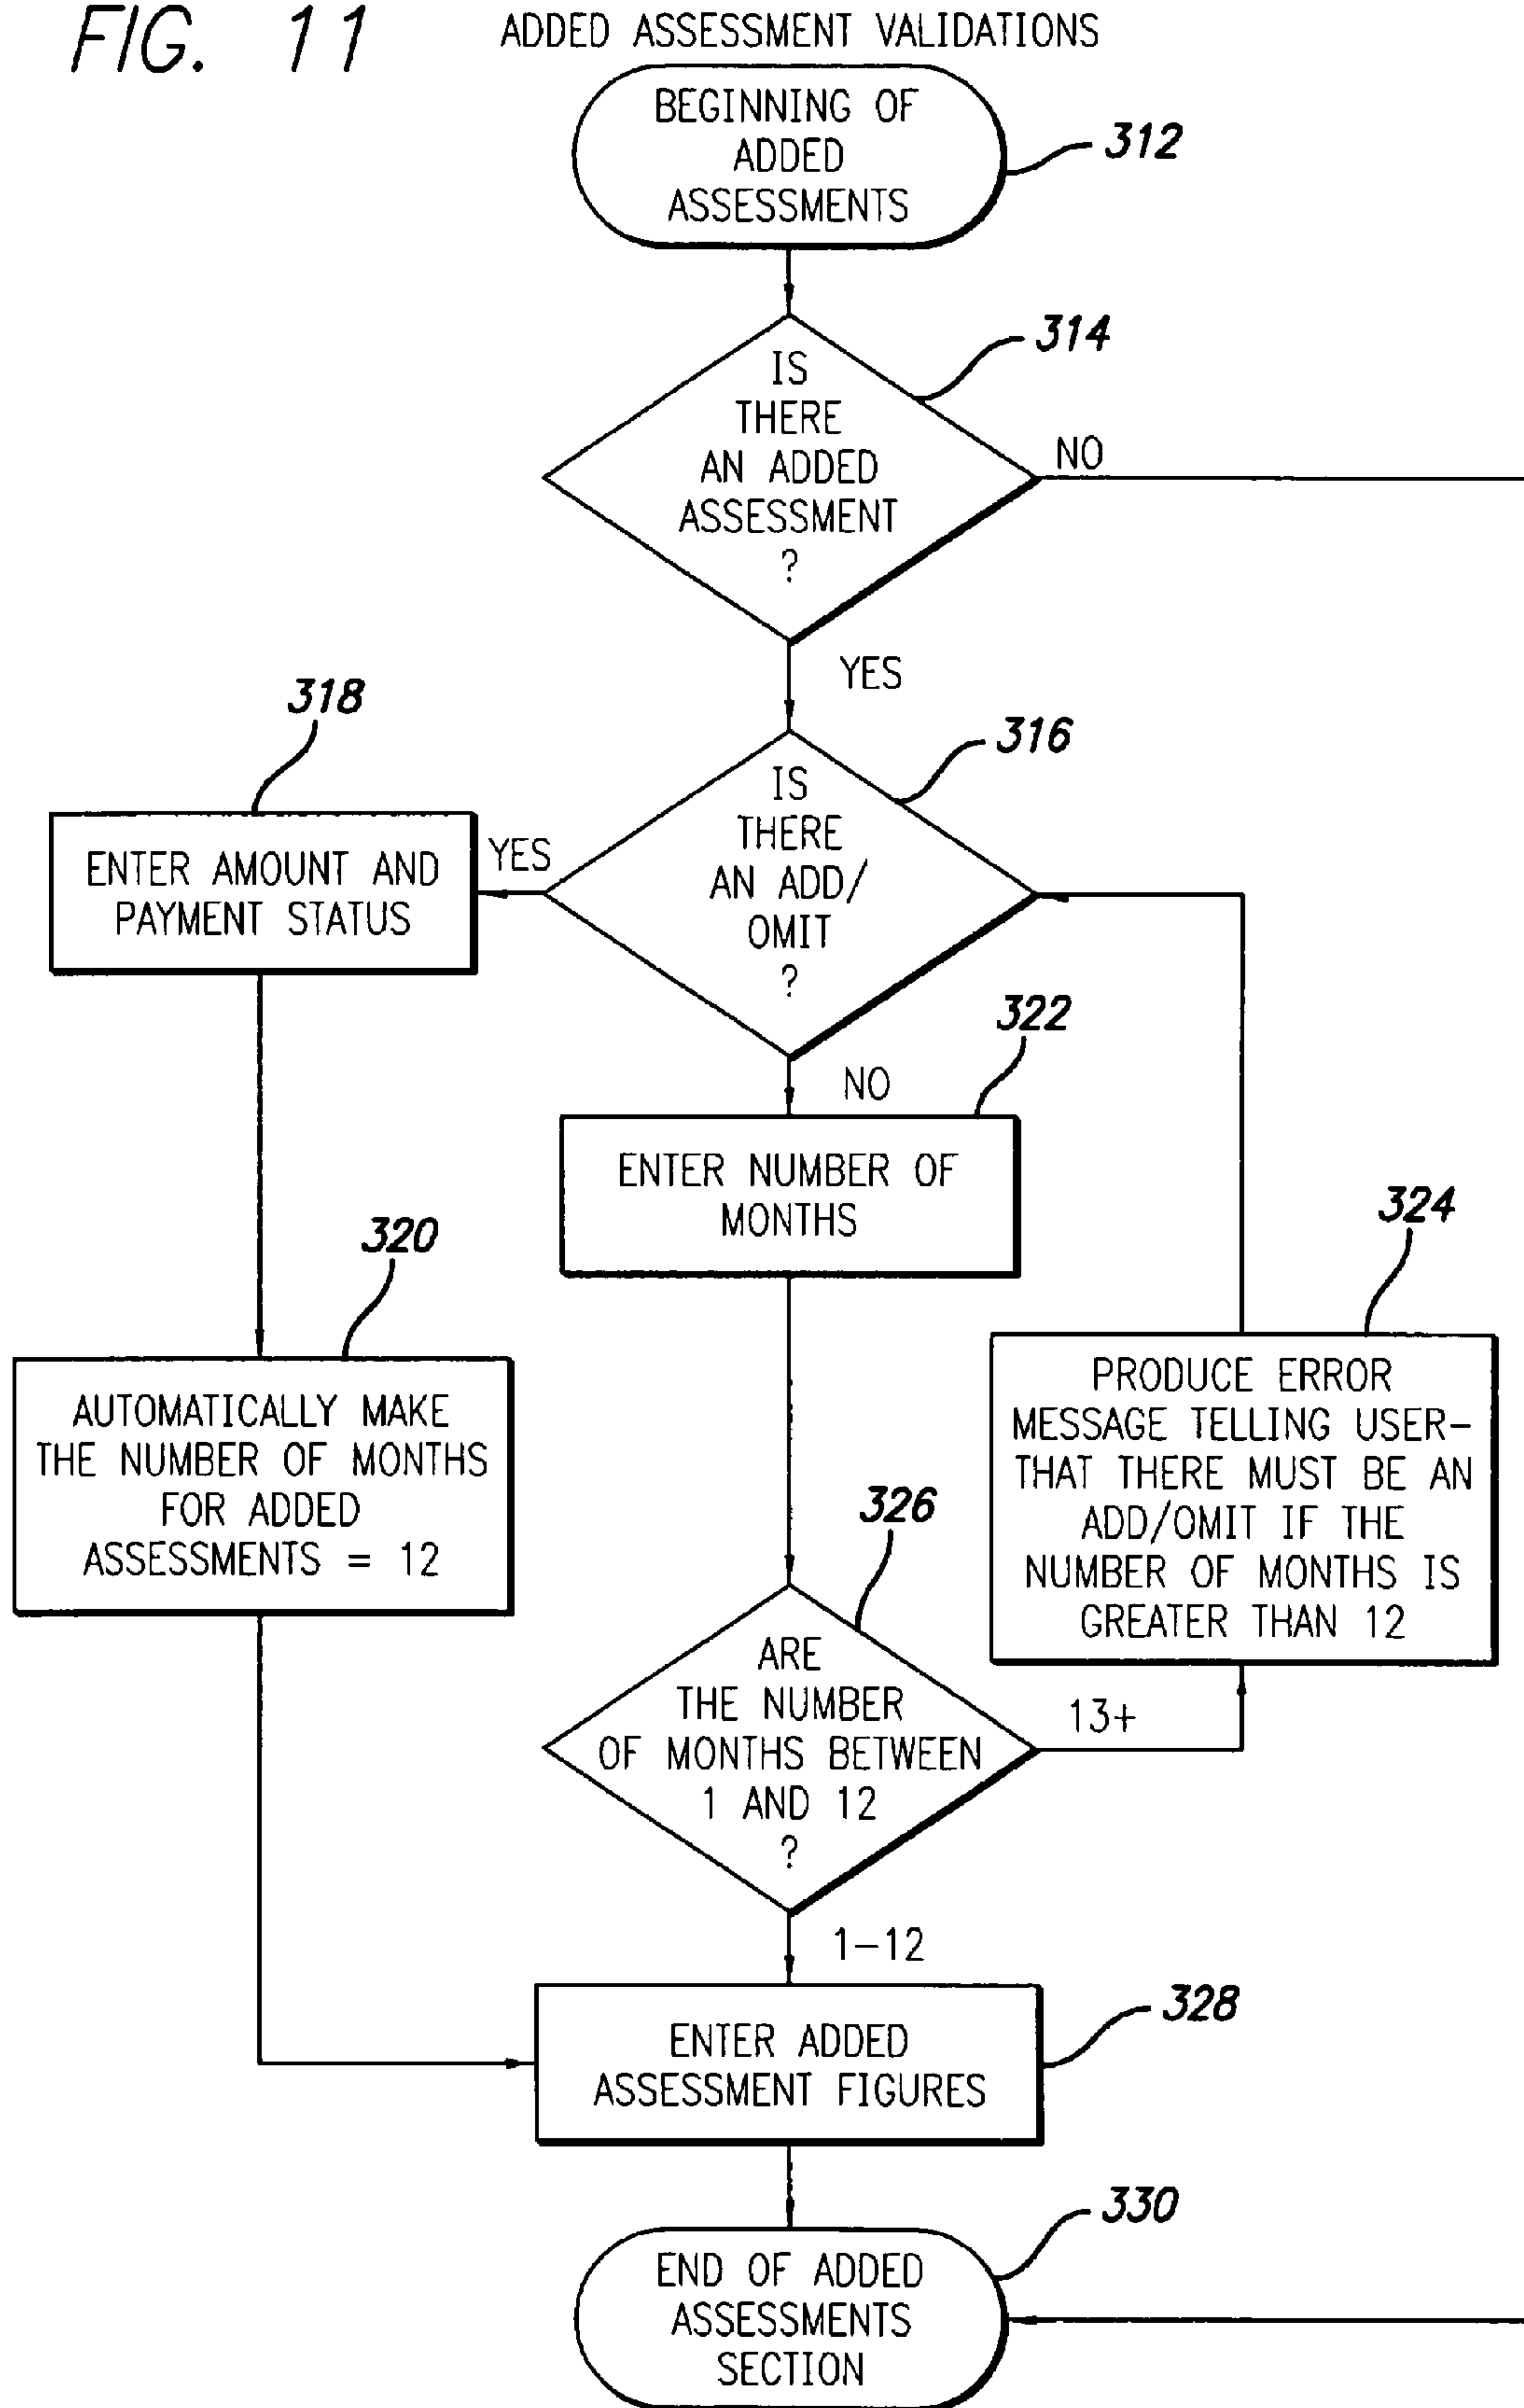 FIG. 11
ADDED ASSESSMENT VALIDATIONS
BEGINNING OF
ADDED
ASSESSMENTS
312
314
IS
THERE
AN ADDED
ASSESSMENT
?
NO
YES
316
318
IS
THERE
AN ADD/
OMIT
?
YES
ENTER AMOUNT AND
PAYMENT STATUS
NO
322
ENTER NUMBER OF
MONTHS
320
AUTOMATICALLY MAKE
THE NUMBER OF MONTHS
FOR ADDED
ASSESSMENTS = 12
324
PRODUCE ERROR
MESSAGE TELLING USER-
THAT THERE MUST BE AN
ADD/OMIT IF THE
NUMBER OF MONTHS IS
GREATER THAN 12
326
ARE
THE NUMBER
OF MONTHS BETWEEN
1 AND 12
?
13+
1-12
328
ENTER ADDED
ASSESSMENT FIGURES
330
END OF ADDED
ASSESSMENTS
SECTION